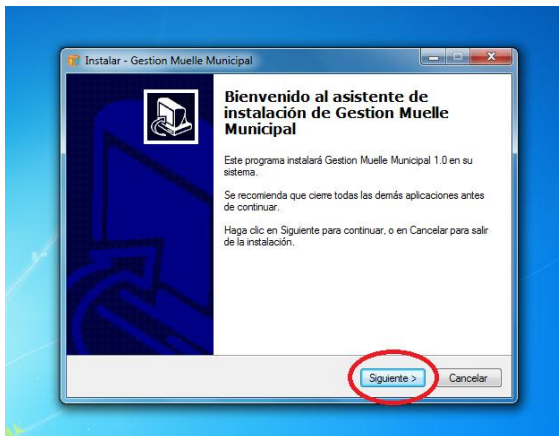 Instalar - Gestion Muelle Municipal
Bienvenido al asistente de
instalación de Gestion Muelle
Municipal
Este programa instalará Gestion Muelle Municipal 1.0 en su
sistema.
Se recomienda que cierre todas las demás aplicaciones antes
de continuar.
Haga clic en Siguiente para continuar, o en Cancelar para salir
de la instalación.
Siguiente > Cancelar